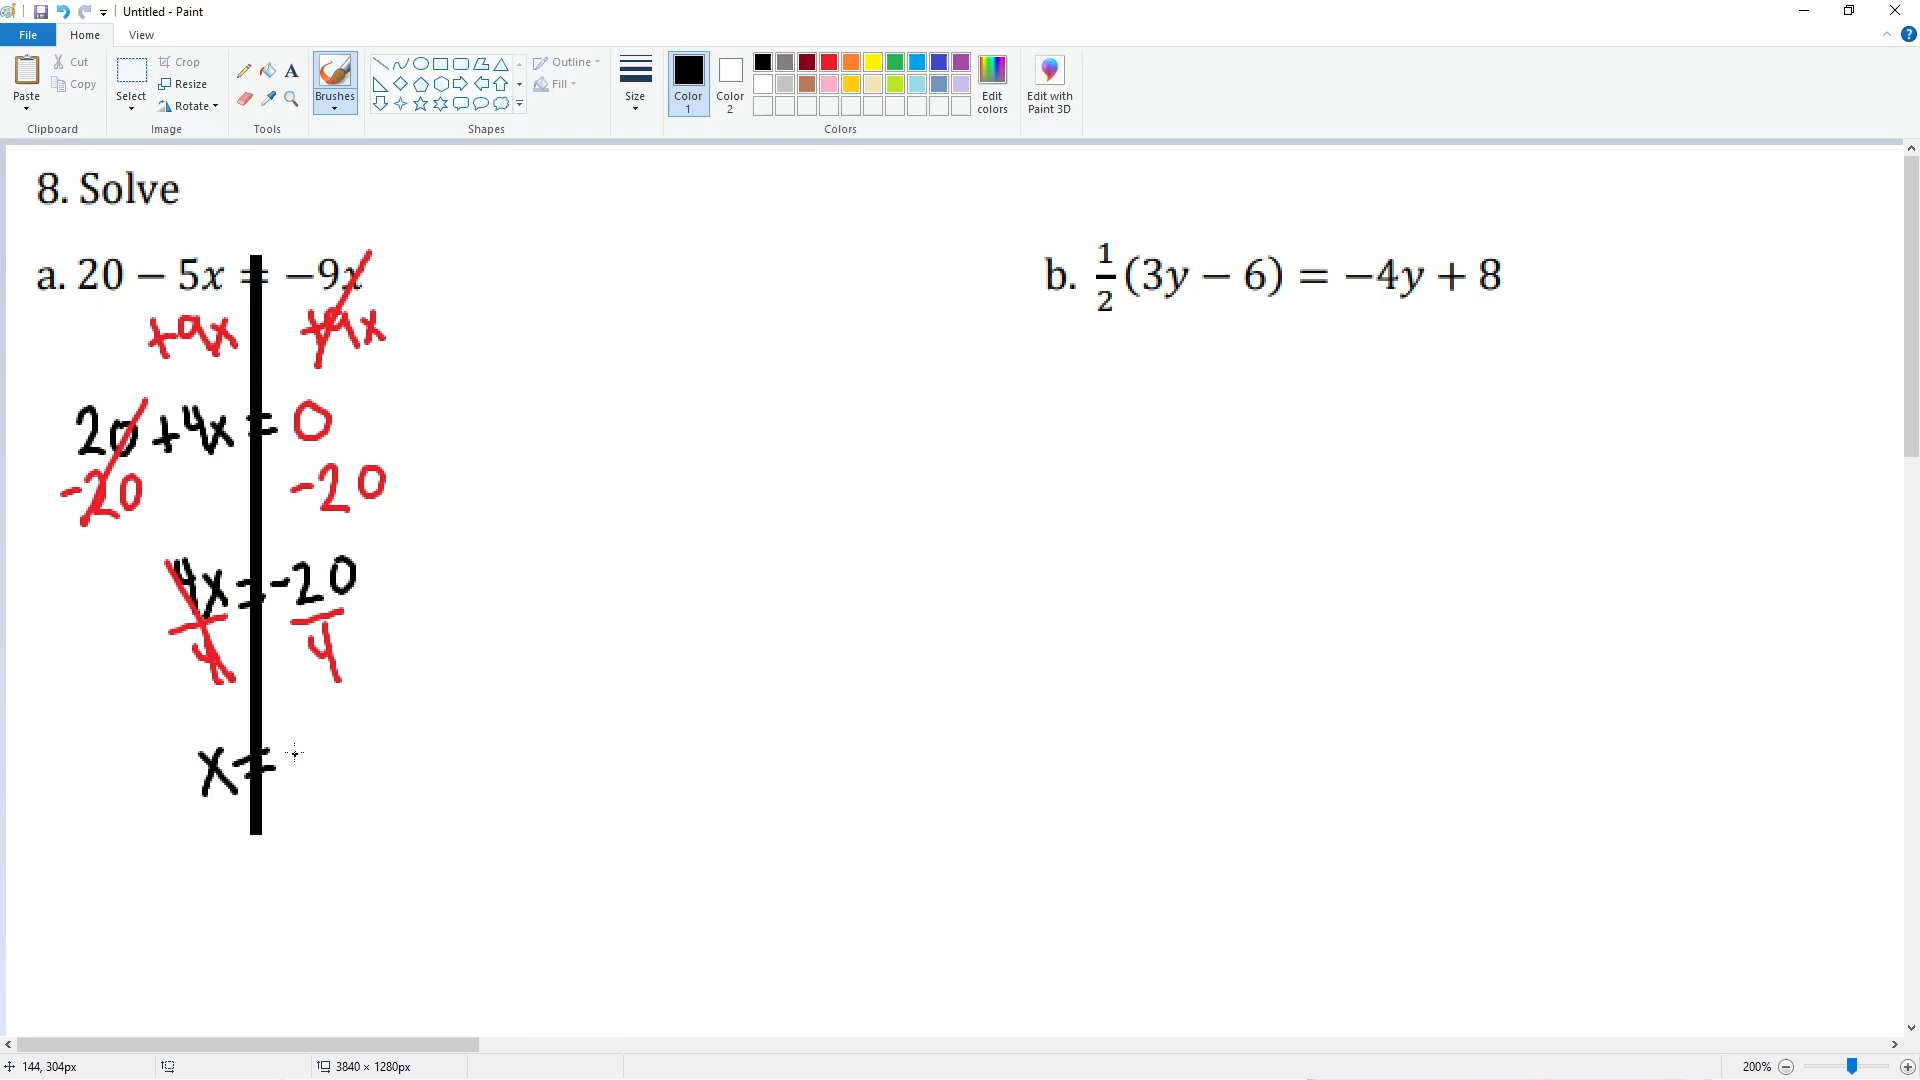 Untitled - Paint
File Home View
Paste Cut Copy
Clipboard
Select Crop Resize Rotate
Image
A
Tools
Brushes
Shapes
Outline Fill
Size
Color 1 Color 2
Edit colors
Colors
Edit with Paint 3D
?
8. Solve
a. 20 − 5x = −9x
+9x +9x
20 + 4x = 0
-20 -20
4x = -20
4 4
x =
b. 1/2 (3y − 6) = −4y + 8
144, 304px 3840 × 1280px 200%